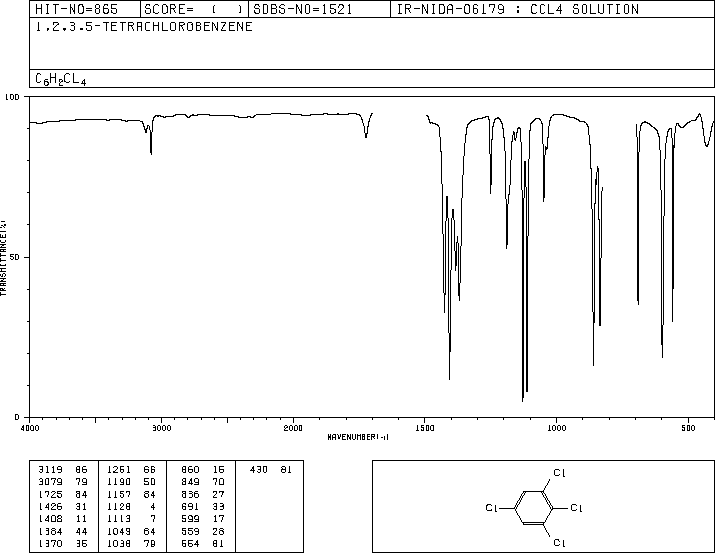 HIT-NO=865 SCORE= ( ) SDBS-NO=1521 IR-NIDA-06179 : CCL4 SOLUTION
1,2,3,5-TETRACHLOROBENZENE
C6H2CL4
100
50
0
TRANSMITTANCE(%)
4000 3000 2000 1500 1000 500
WAVENUMBER(-1)
3119 86 1251 66 860 15 430 81
3079 79 1190 50 849 70
1725 84 1157 84 836 27
1426 31 1128 4 691 33
1408 11 1113 7 599 17
1384 44 1049 64 559 28
1370 35 1038 79 554 81
Cl
Cl
Cl
Cl